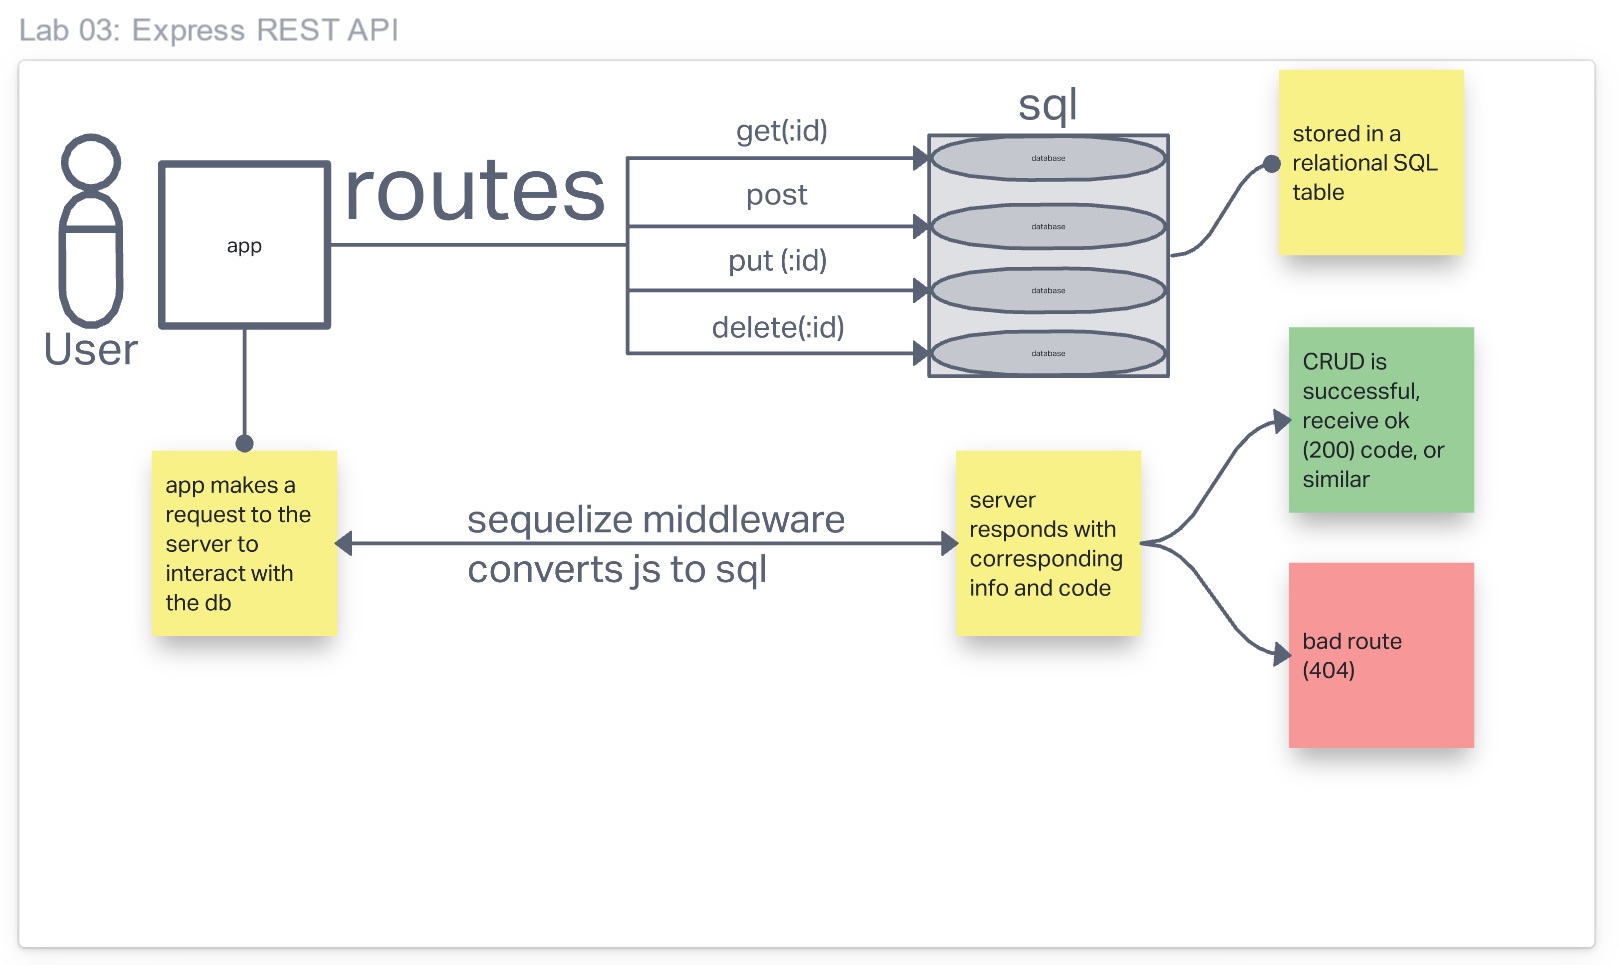 Lab 03: Express REST API
User
app
routes
get(:id)
post
put (:id)
delete(:id)
sql
database
database
database
database
stored in a
relational SQL
table
app makes a
request to the
server to
interact with
the db
sequelize middleware
converts js to sql
server
responds with
corresponding
info and code
CRUD is
successful,
receive ok
(200) code, or
similar
bad route
(404)